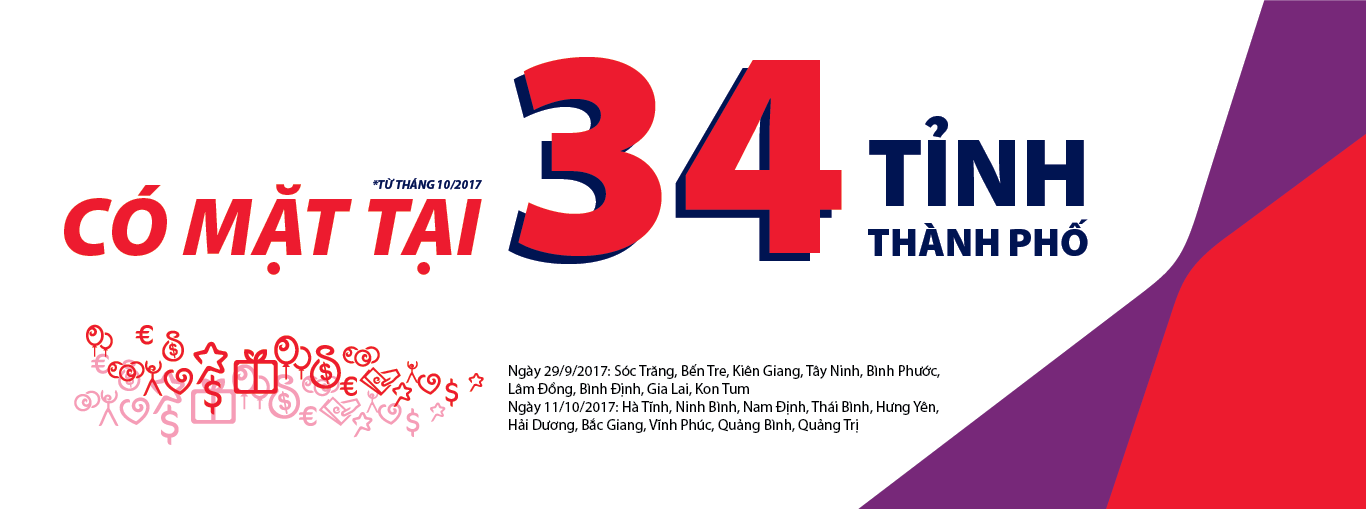 *TỪ THÁNG 10/2017
CÓ MẶT TẠI
34
TỈNH
THÀNH PHỐ
Ngày 29/9/2017: Sóc Trăng, Bến Tre, Kiên Giang, Tây Ninh, Bình Phước,
Lâm Đồng, Bình Định, Gia Lai, Kon Tum
Ngày 11/10/2017: Hà Tĩnh, Ninh Bình, Nam Định, Thái Bình, Hưng Yên,
Hải Dương, Bắc Giang, Vĩnh Phúc, Quảng Bình, Quảng Trị